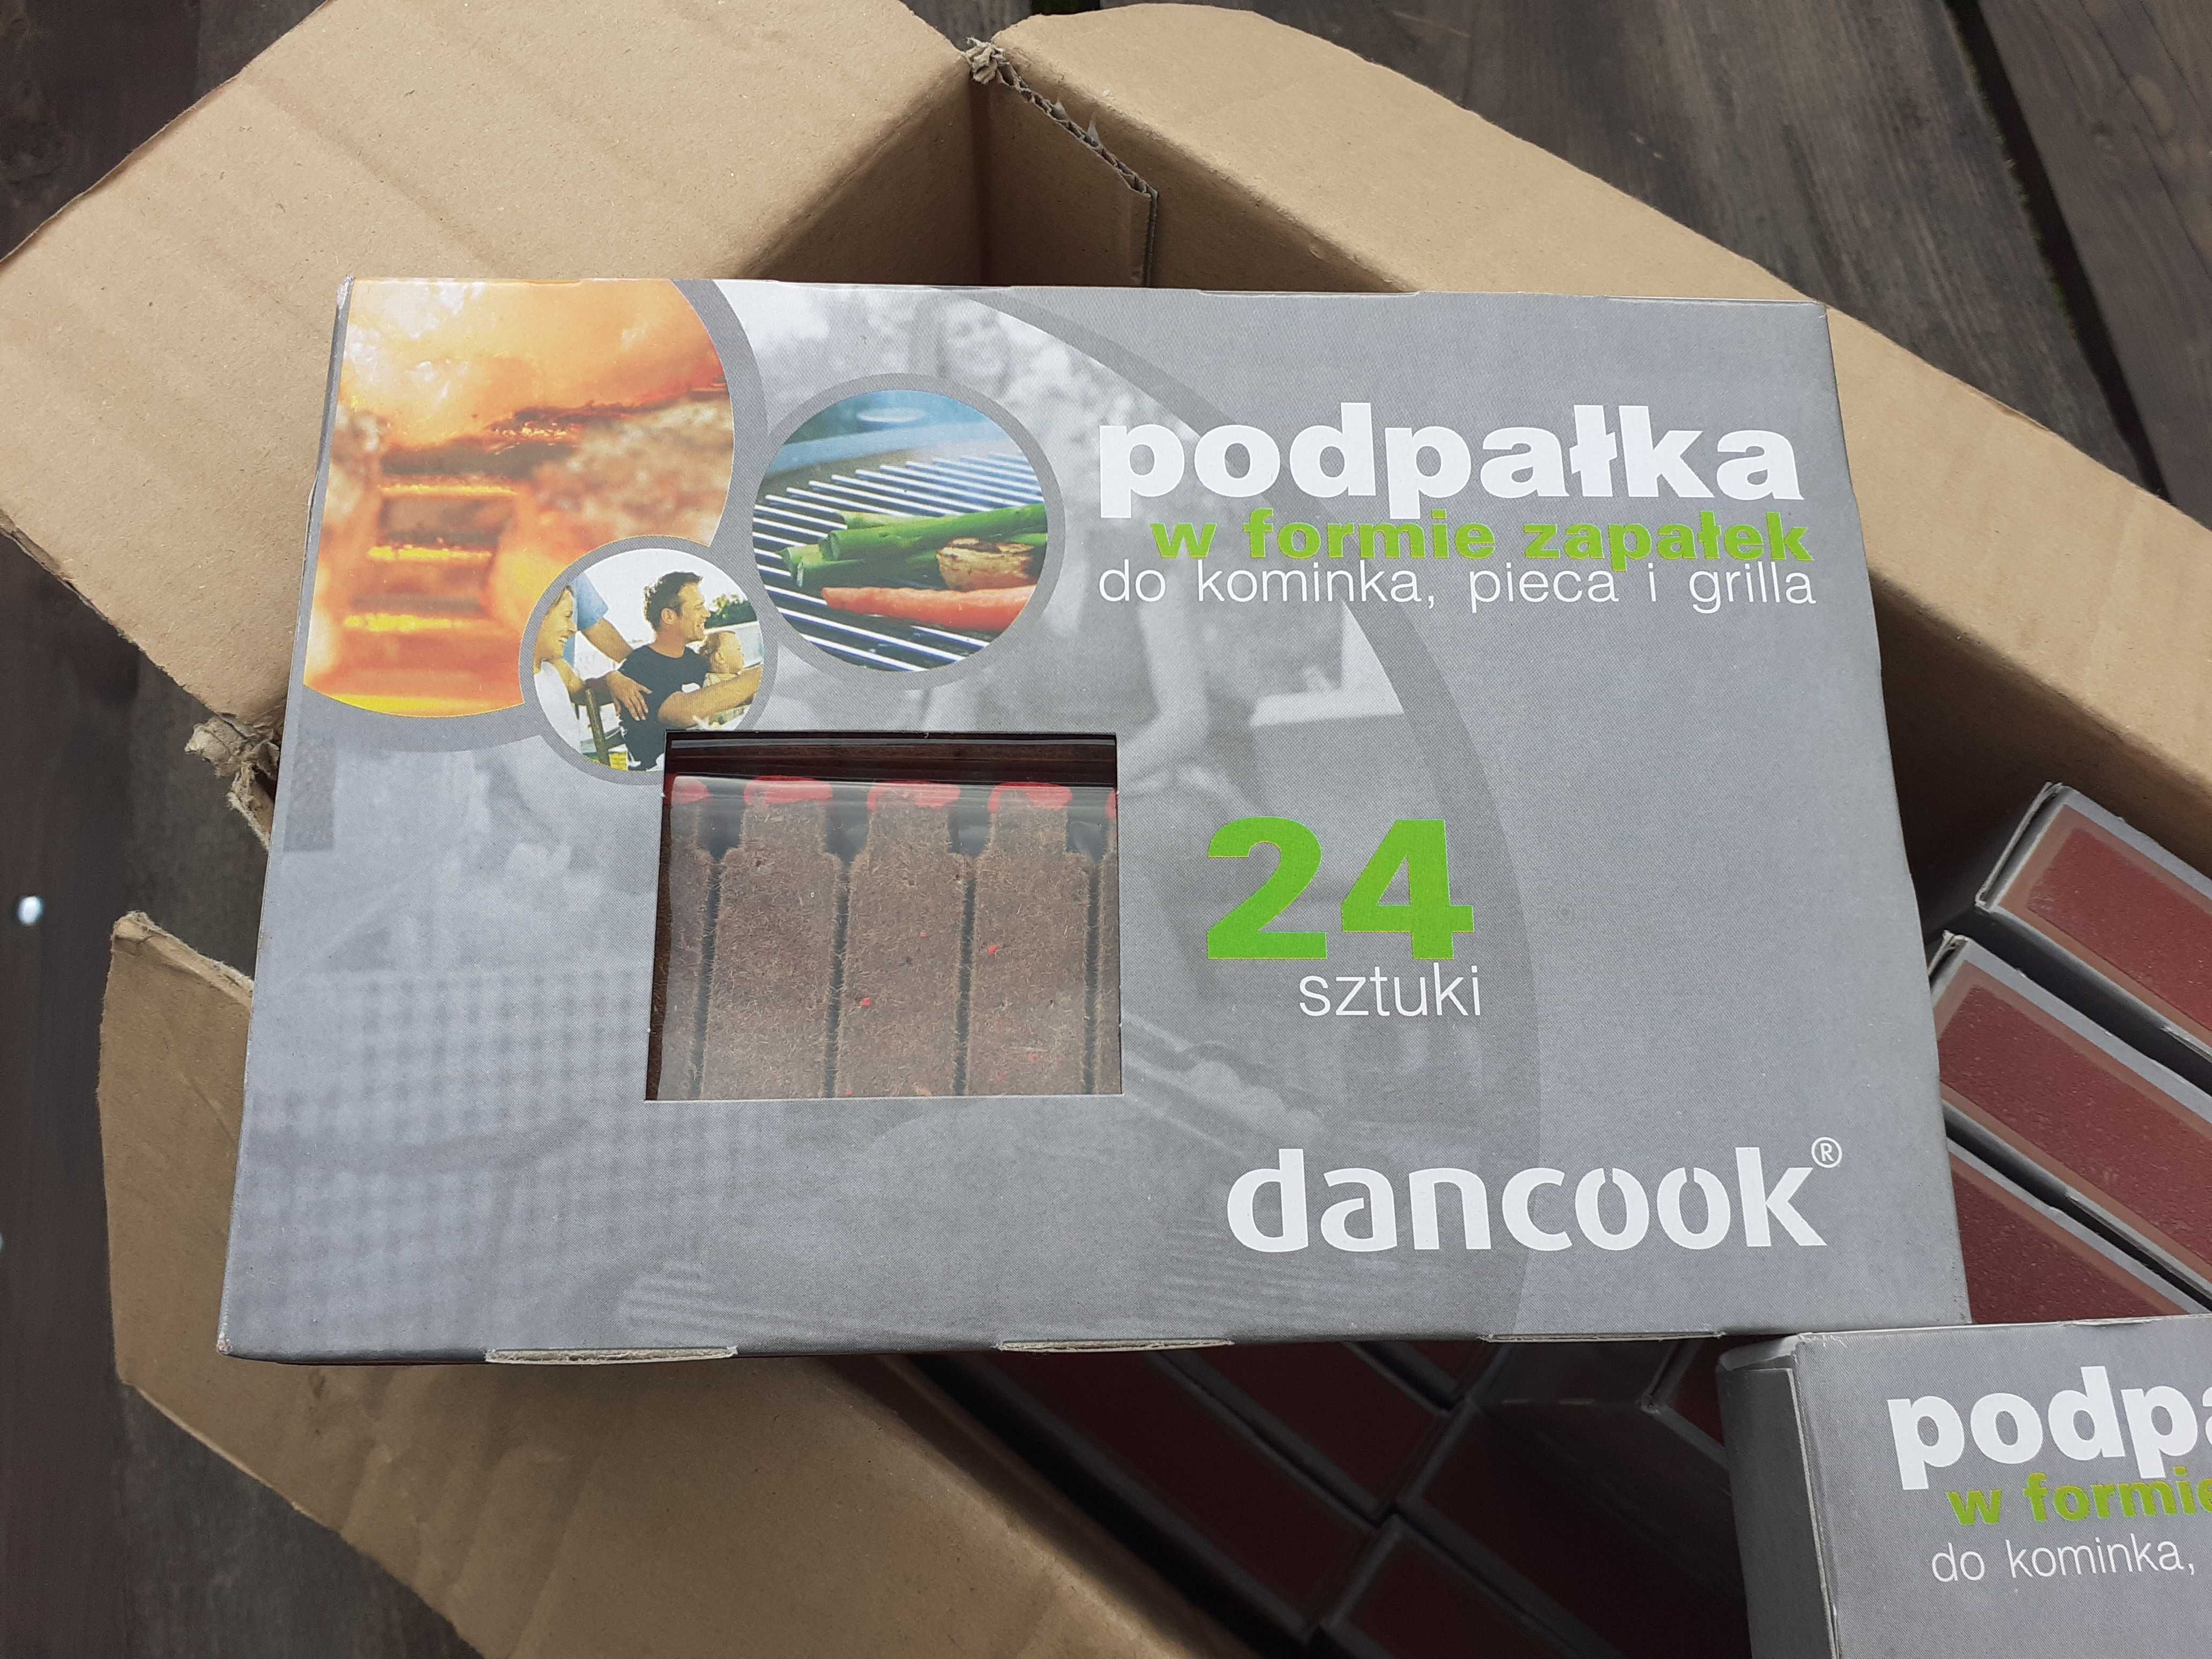 podpałka
w formie zapałek
do kominka, pieca i grilla
24
sztuki
dancook®
podpa
w formie
do kominka,